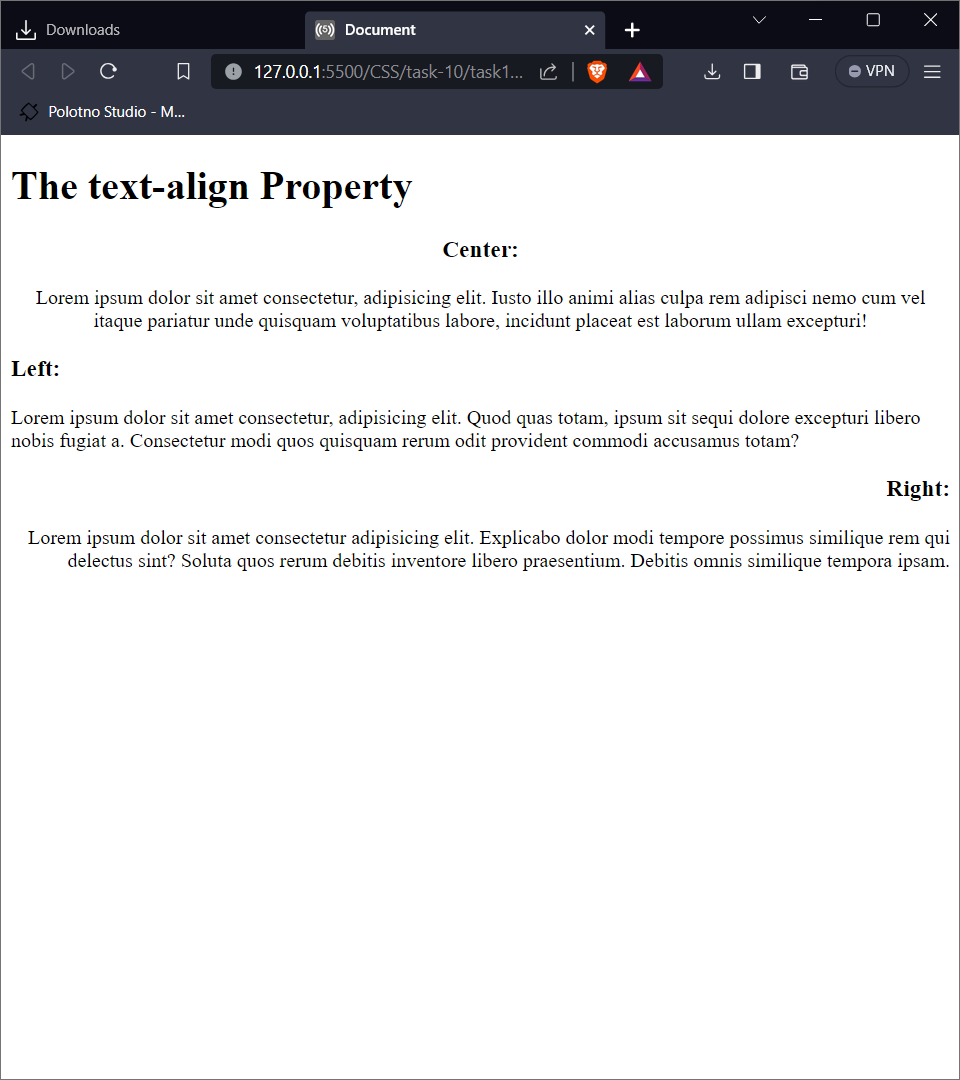 Downloads
Document
127.0.0.1:5500/CSS/task-10/task1...
VPN
Polotno Studio - M...
The text-align Property
Center:
Lorem ipsum dolor sit amet consectetur, adipisicing elit. Iusto illo animi alias culpa rem adipisci nemo cum vel
itaque pariatur unde quisquam voluptatibus labore, incidunt placeat est laborum ullam excepturi!
Left:
Lorem ipsum dolor sit amet consectetur, adipisicing elit. Quod quas totam, ipsum sit sequi dolore excepturi libero
nobis fugiat a. Consectetur modi quos quisquam rerum odit provident commodi accusamus totam?
Right:
Lorem ipsum dolor sit amet consectetur adipisicing elit. Explicabo dolor modi tempore possimus similique rem qui
delectus sint? Soluta quos rerum debitis inventore libero praesentium. Debitis omnis similique tempora ipsam.